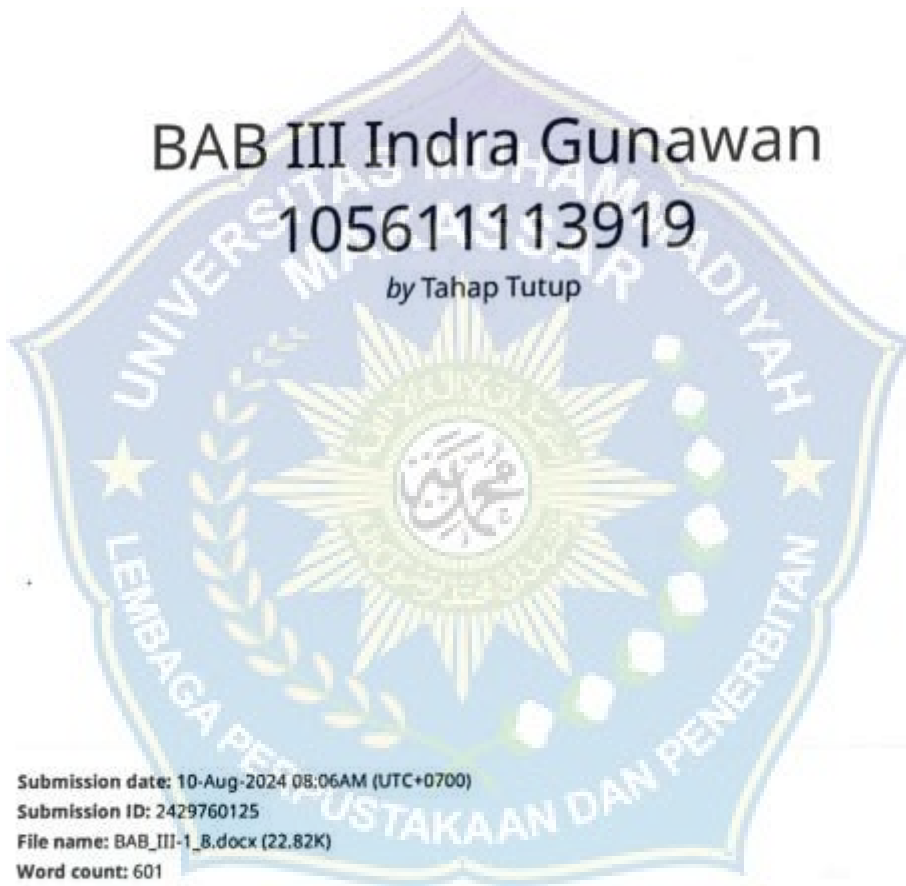 BAB III Indra Gunawan
105611113919
by Tahap Tutup
UNIVERSITAS MUHAMMADIYAH
MAKASSAR
LEMBAGA PERPUSTAKAAN DAN PENERBITAN
Submission date: 10-Aug-2024 08:06AM (UTC+0700)
Submission ID: 2429760125
File name: BAB_III-1_8.docx (22.82K)
Word count: 601